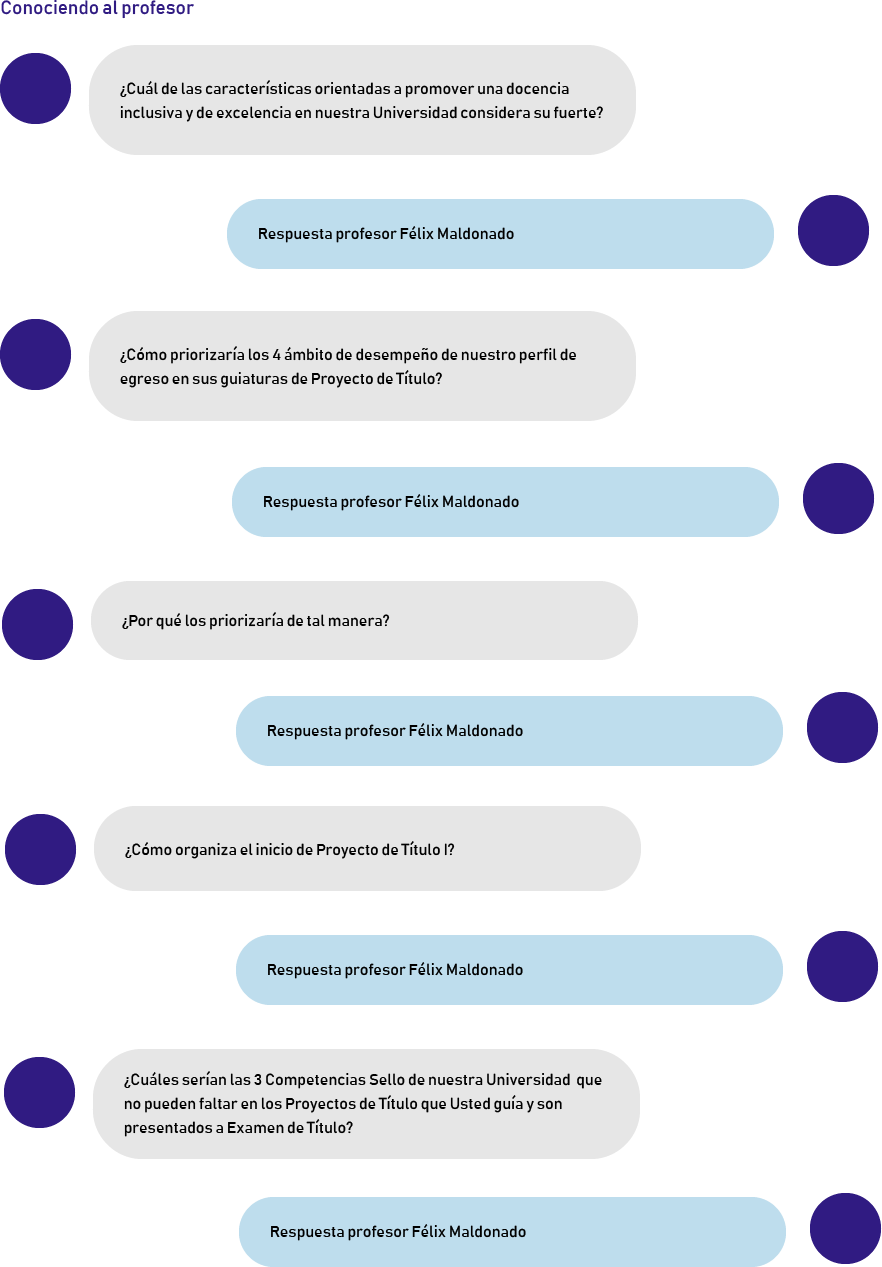 Conociendo al profesor
¿Cuál de las características orientadas a promover una docencia
inclusiva y de excelencia en nuestra Universidad considera su fuerte?
Respuesta profesor Félix Maldonado
¿Cómo priorizaría los 4 ámbito de desempeño de nuestro perfil de
egreso en sus guiaturas de Proyecto de Título?
Respuesta profesor Félix Maldonado
¿Por qué los priorizaría de tal manera?
Respuesta profesor Félix Maldonado
¿Cómo organiza el inicio de Proyecto de Título I?
Respuesta profesor Félix Maldonado
¿Cuáles serían las 3 Competencias Sello de nuestra Universidad que
no pueden faltar en los Proyectos de Título que Usted guía y son
presentados a Examen de Título?
Respuesta profesor Félix Maldonado